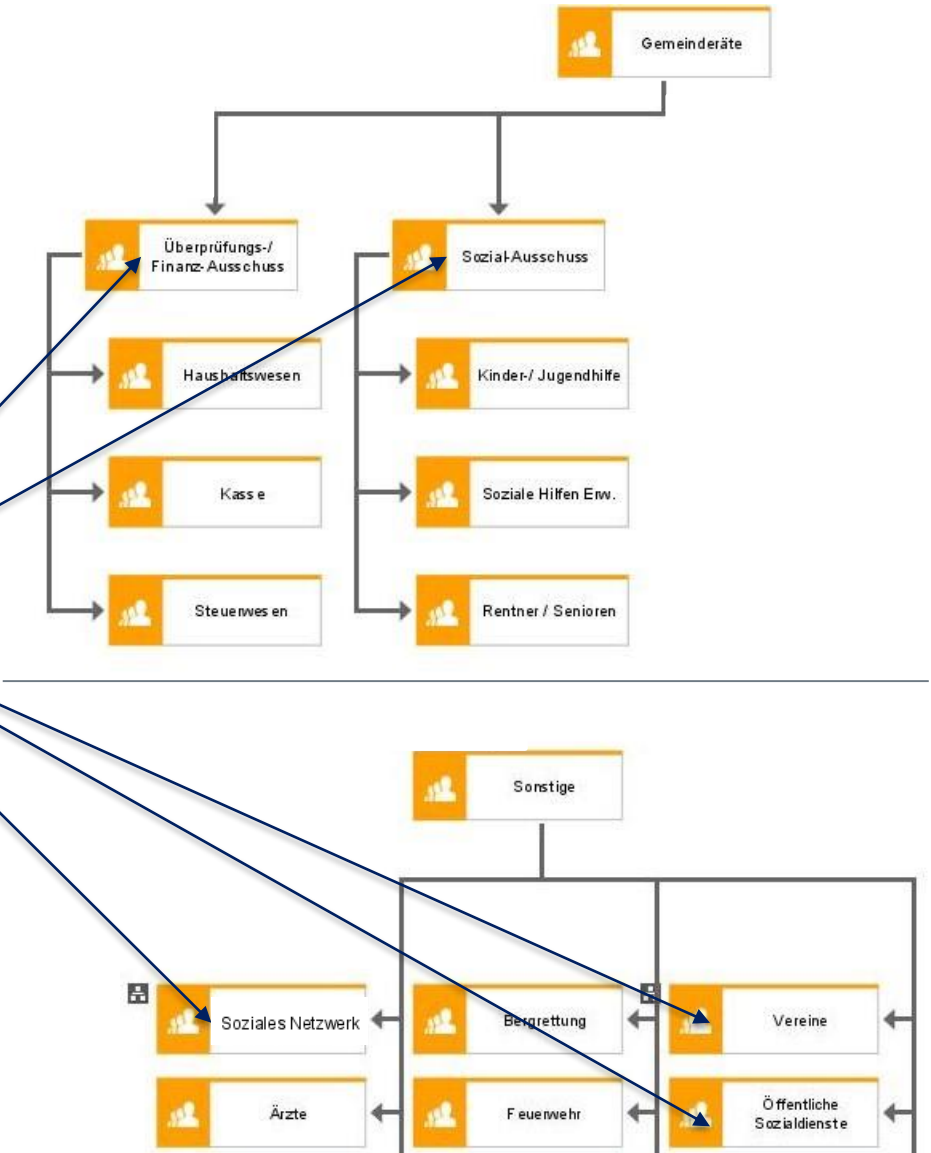 Gemeinderäte
Überprüfungs-/
Finanz-Ausschuss
Sozial-Ausschuss
Haushaltswesen
Kinder-/ Jugendhilfe
Kasse
Soziale Hilfen Erw.
Steuerwesen
Rentner / Senioren
Sonstige
Soziales Netzwerk
Bergrettung
Vereine
Ärzte
Feuerwehr
Öffentliche
Sozialdienste